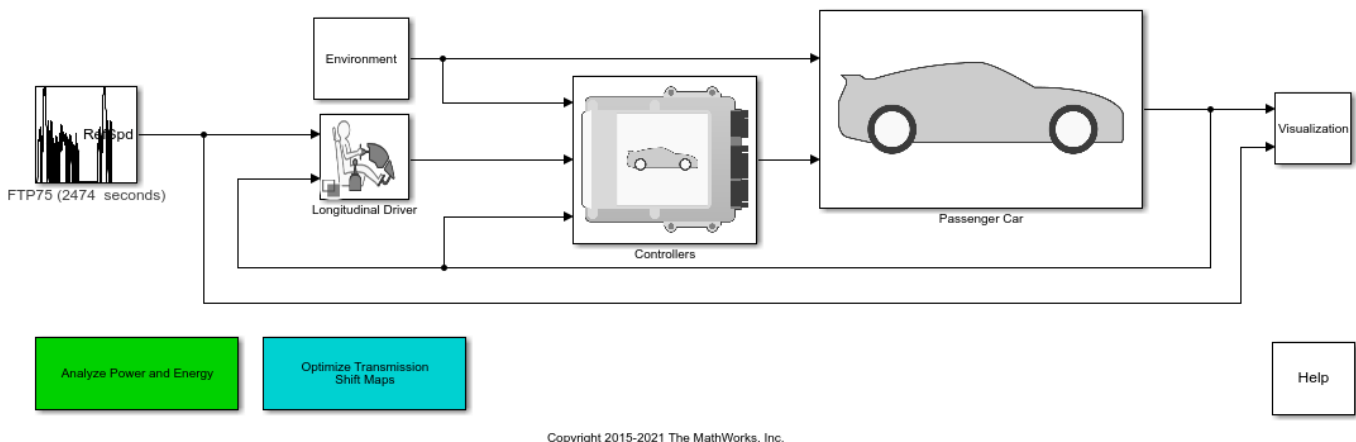 Environment
RefSpd
FTP75 (2474 seconds)
Longitudinal Driver
Controllers
Passenger Car
Visualization
Analyze Power and Energy
Optimize Transmission
Shift Maps
Help
Copyright 2015-2021 The MathWorks, Inc.